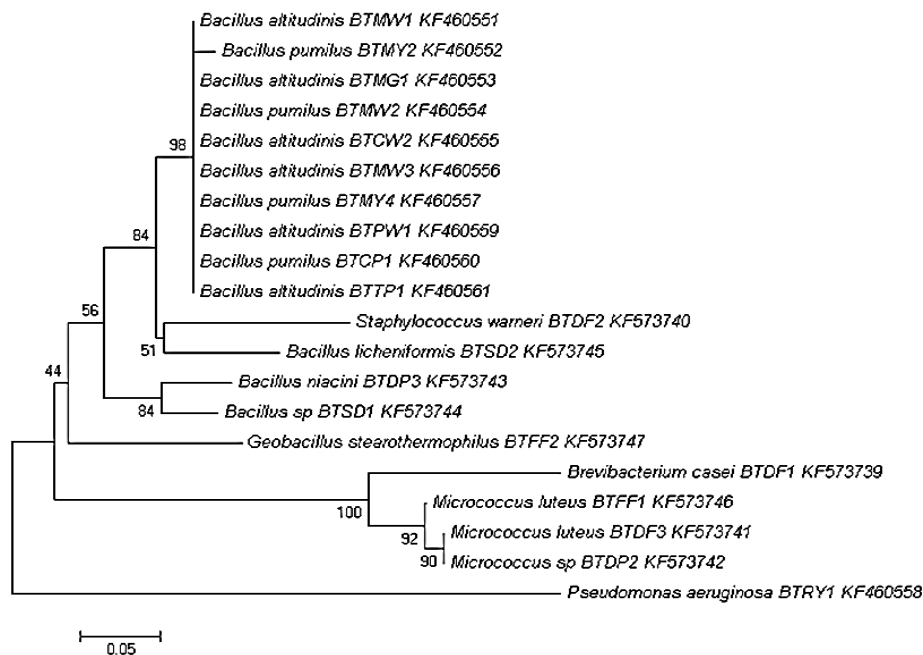 Bacillus altitudinis BTMW1 KF460551
Bacillus pumilus BTMY2 KF460552
Bacillus altitudinis BTMG1 KF460553
Bacillus pumilus BTMW2 KF460554
98
Bacillus altitudinis BTCW2 KF460555
Bacillus altitudinis BTMW3 KF460556
Bacillus pumilus BTMY4 KF460557
84
Bacillus altitudinis BTPW1 KF460559
Bacillus pumilus BTCP1 KF460560
Bacillus altitudinis BTTP1 KF460561
56
Staphylococcus warneri BTDF2 KF573740
51
Bacillus licheniformis BTSD2 KF573745
44
Bacillus niacini BTDP3 KF573743
84
Bacillus sp BTSD1 KF573744
Geobacillus stearothermophilus BTFF2 KF573747
Brevibacterium casei BTDF1 KF573739
100
Micrococcus luteus BTFF1 KF573746
92
Micrococcus luteus BTDF3 KF573741
90
Micrococcus sp BTDP2 KF573742
Pseudomonas aeruginosa BTRY1 KF460558
0.05